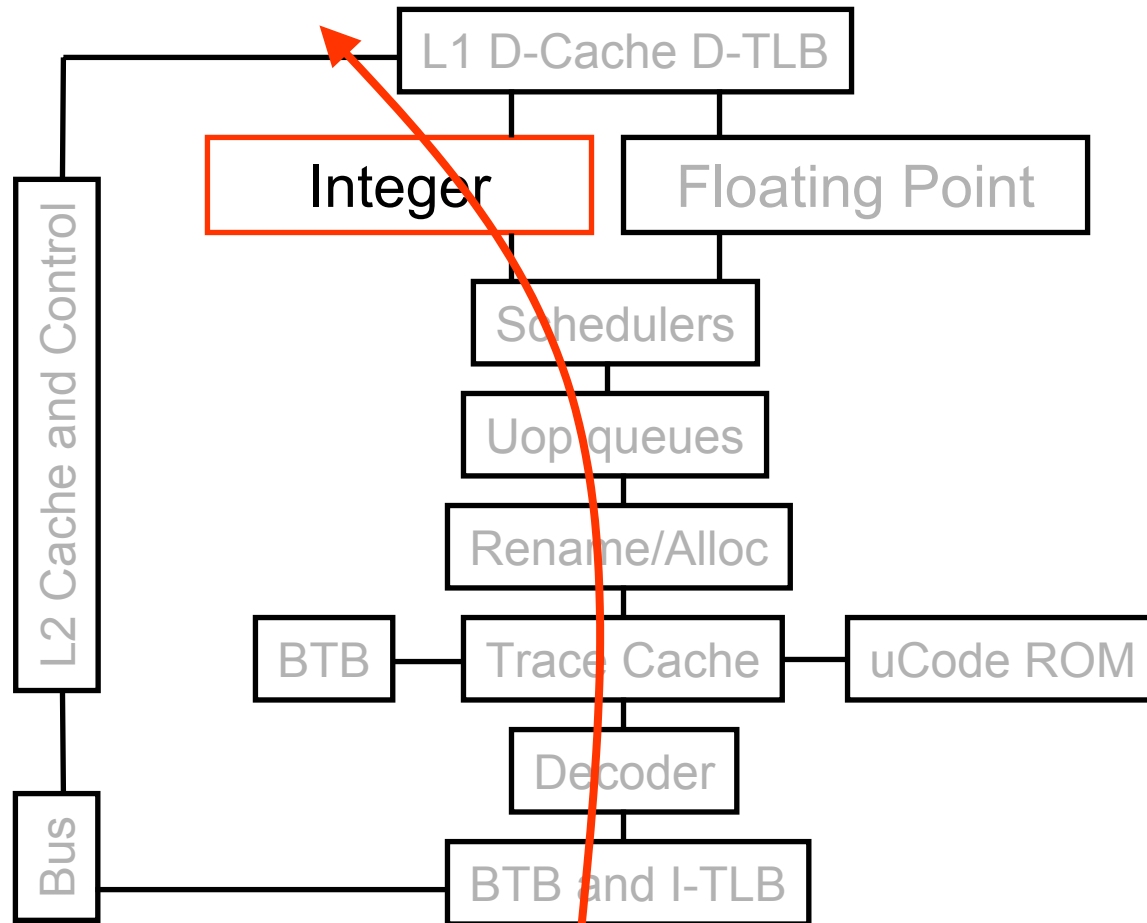 L1 D-Cache D-TLB
Integer
Floating Point
L2 Cache and Control
Schedulers
Uop queues
Rename/Alloc
BTB
Trace Cache
uCode ROM
Decoder
Bus
BTB and I-TLB